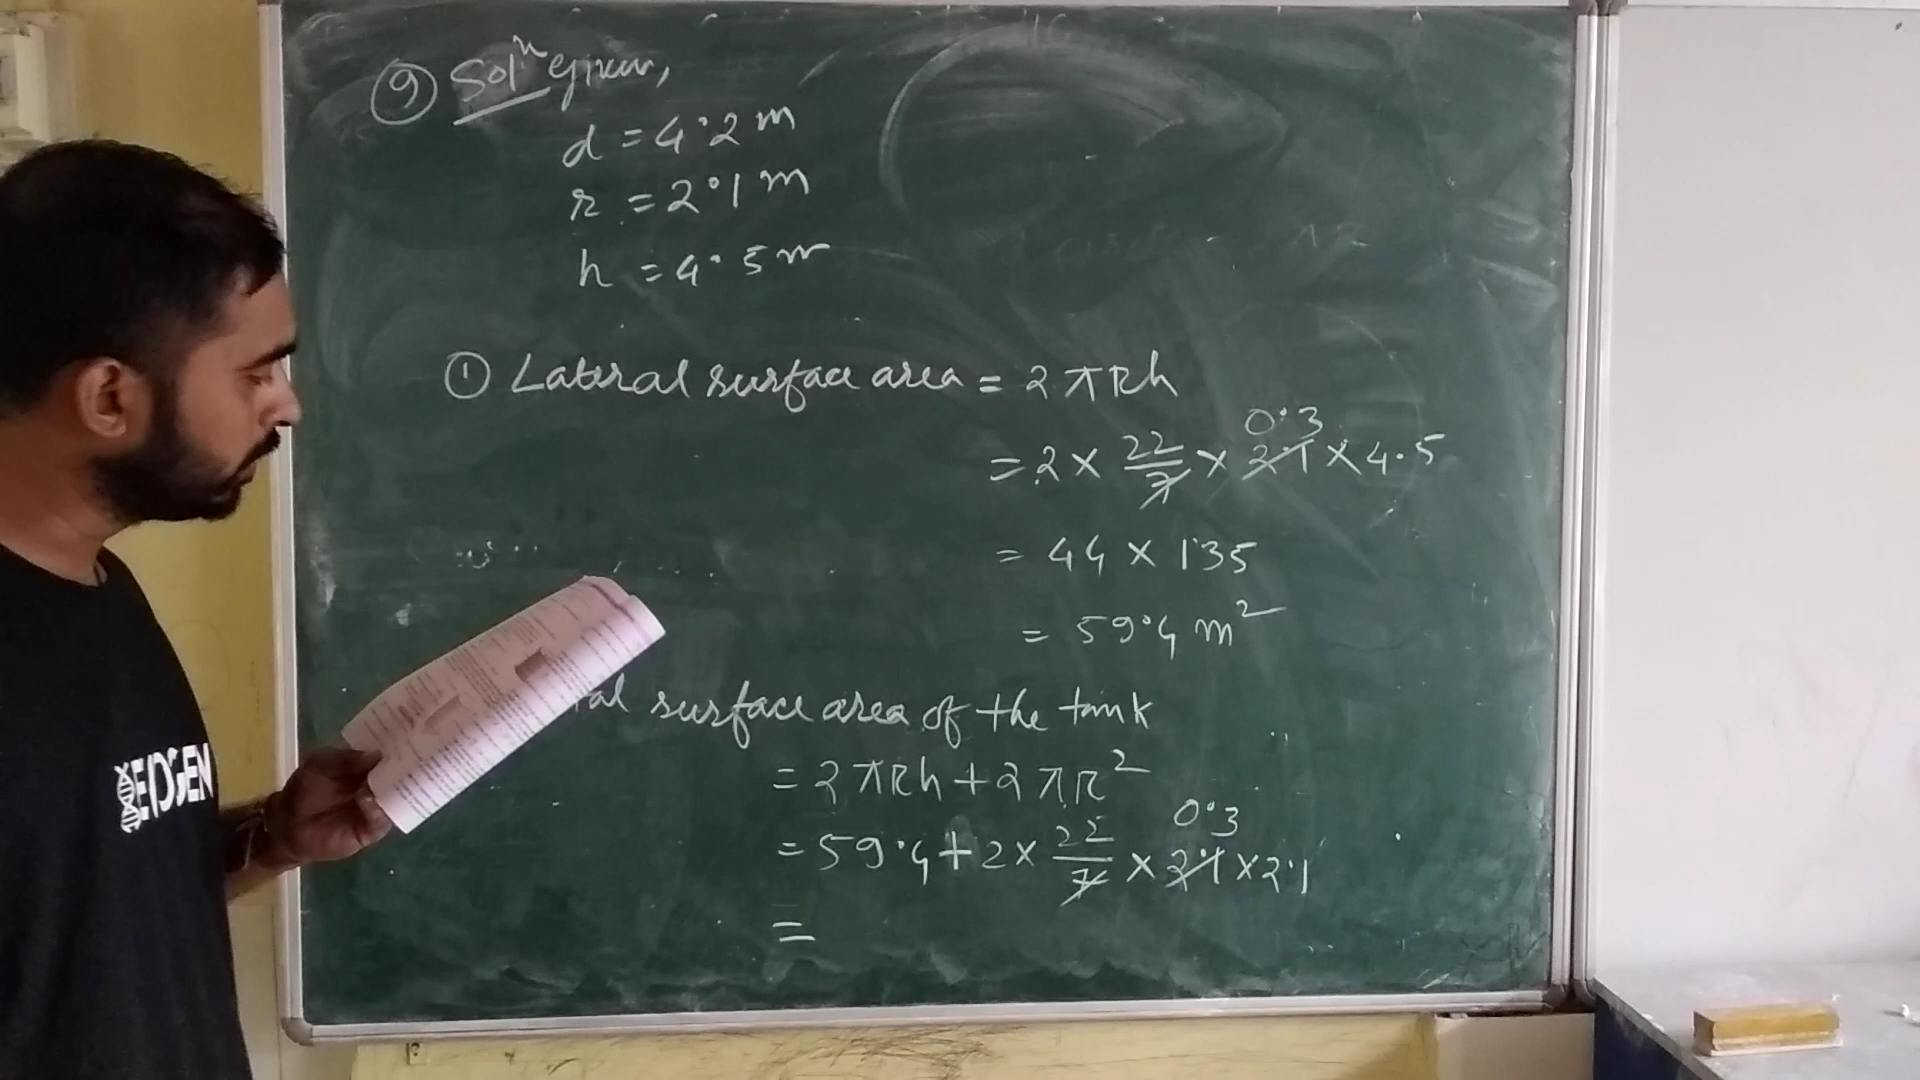 9 Solⁿ given,
d = 4.2 m
r = 2.1 m
h = 4.5 m
① Lateral surface area = 2πrh
0.3
= 2 × 22/7 × 2.1 × 4.5
= 44 × 1.35
= 59.4 m²
al surface area of the tank
= 2πrh + 2πr²
0.3
= 59.4 + 2 × 22/7 × 2.1 × 2.1
=